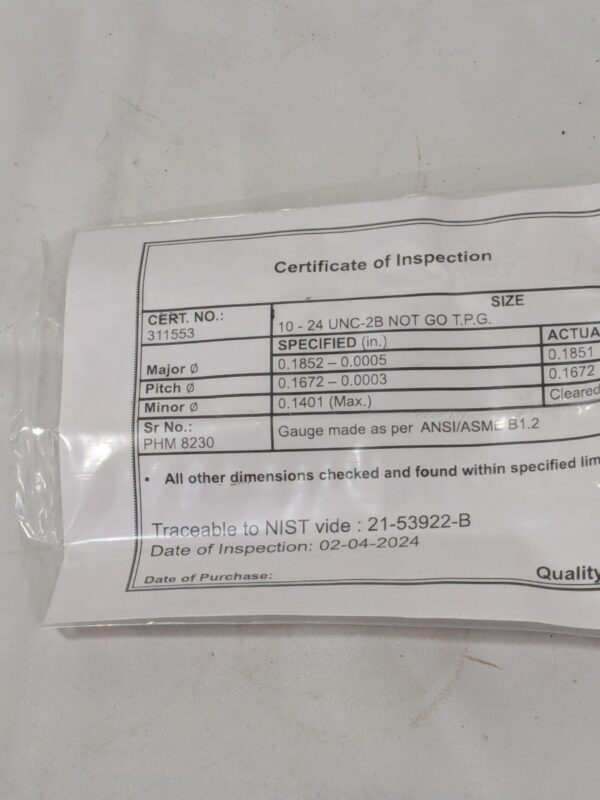 Certificate of Inspection
CERT. NO.:
311553
SIZE
10 - 24 UNC-2B NOT GO T.P.G.
SPECIFIED (in.)
Major Ø
0.1852 – 0.0005
0.1851
Pitch Ø
0.1672 – 0.0003
0.1672
Minor Ø
0.1401 (Max.)
Cleared
Sr No.:
PHM 8230
Gauge made as per ANSI/ASME B1.2
• All other dimensions checked and found within specified
Traceable to NIST vide : 21-53922-B
Date of Inspection: 02-04-2024
Date of Purchase:
Quality